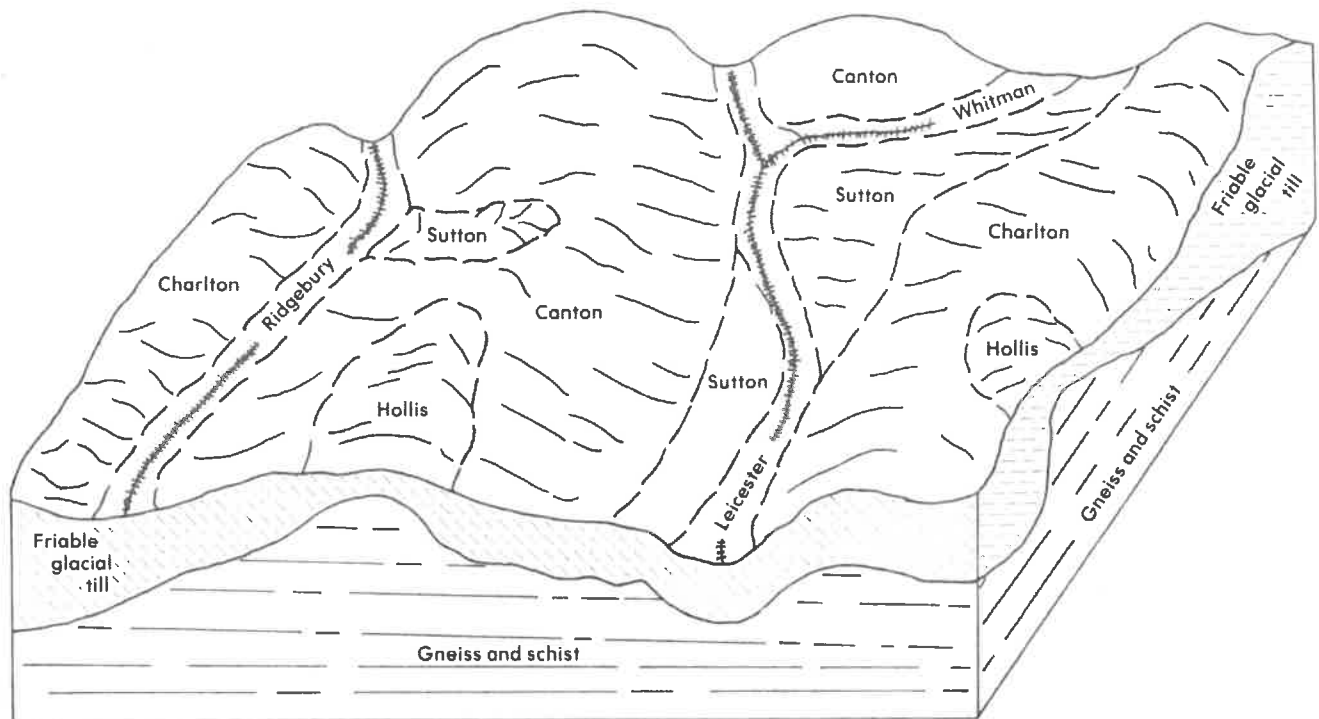 Canton
Whitman
Friable
glacial
till
Sutton
Sutton
Charlton
Charlton
Ridgebury
Canton
Hollis
Sutton
Hollis
Leicester
Gneiss and schist
Friable
glacial
till
Gneiss and schist